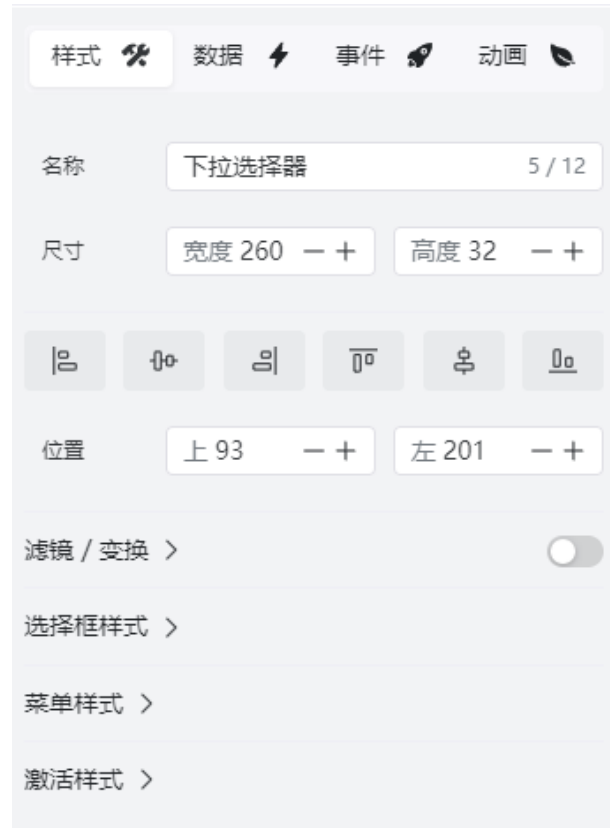 样式 数据 事件 动画
名称 下拉选择器 5 / 12
尺寸 宽度 260 高度 32
位置 上 93 左 201
滤镜 / 变换
选择框样式
菜单样式
激活样式